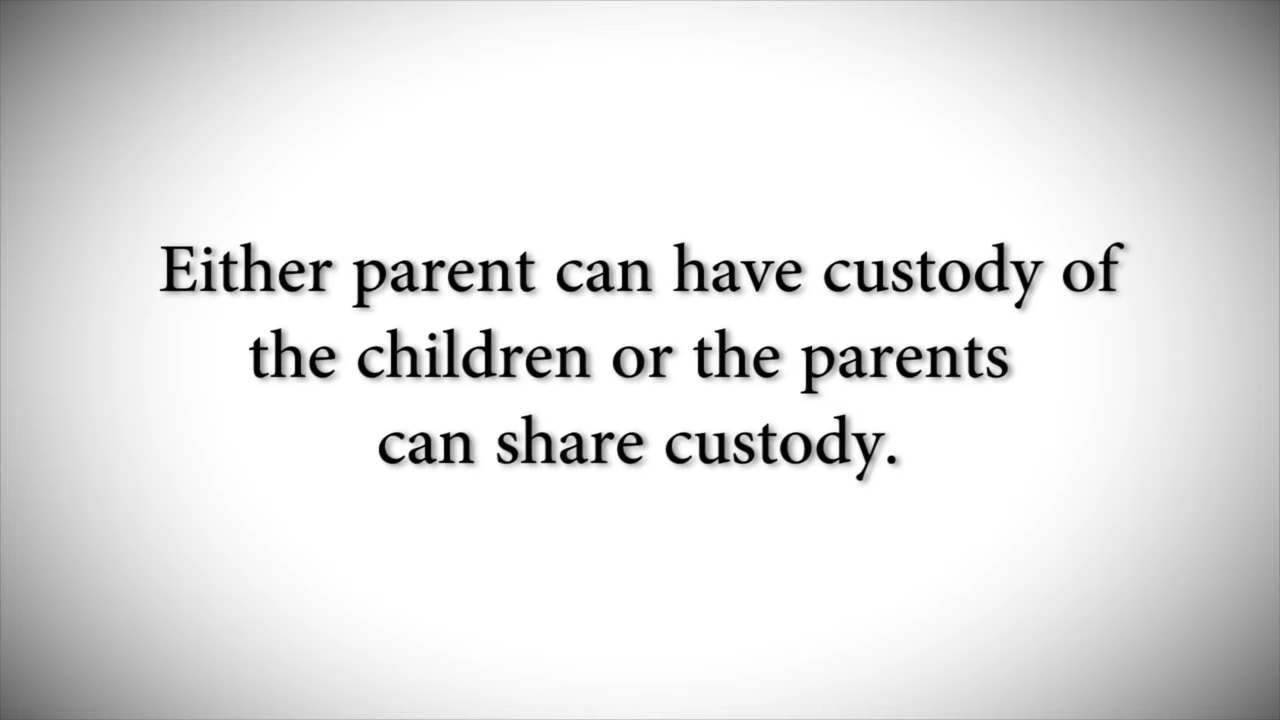 Either parent can have custody of
the children or the parents
can share custody.